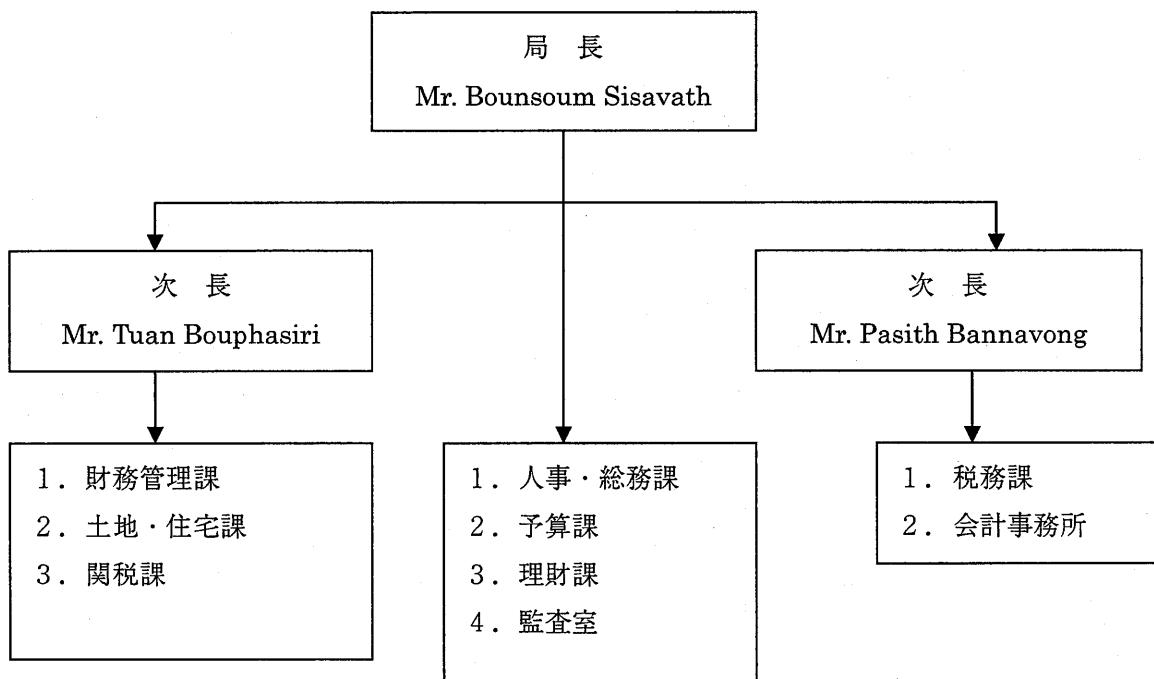 局　長
Mr. Bounsoum Sisavath
次　長
Mr. Tuan Bouphasiri
次　長
Mr. Pasith Bannavong
１．財務管理課
２．土地・住宅課
３．関税課
１．人事・総務課
２．予算課
３．理財課
４．監査室
１．税務課
２．会計事務所